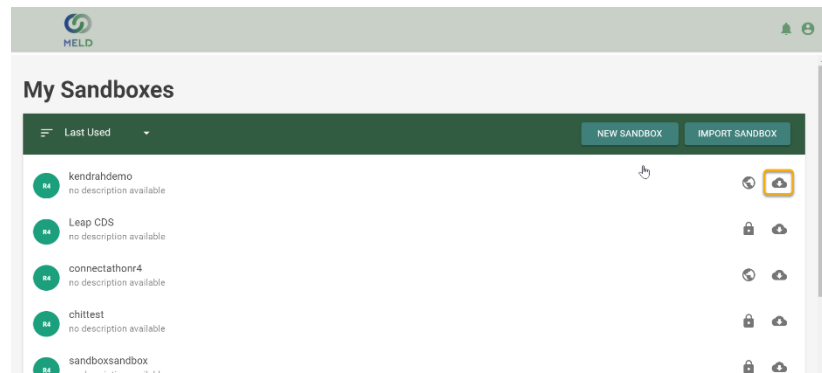 MELD
My Sandboxes
Last Used
NEW SANDBOX
IMPORT SANDBOX
R4
kendrahdemo
no description available
R4
Leap CDS
no description available
R4
connectathonr4
no description available
R4
chittest
no description available
R4
sandboxsandbox